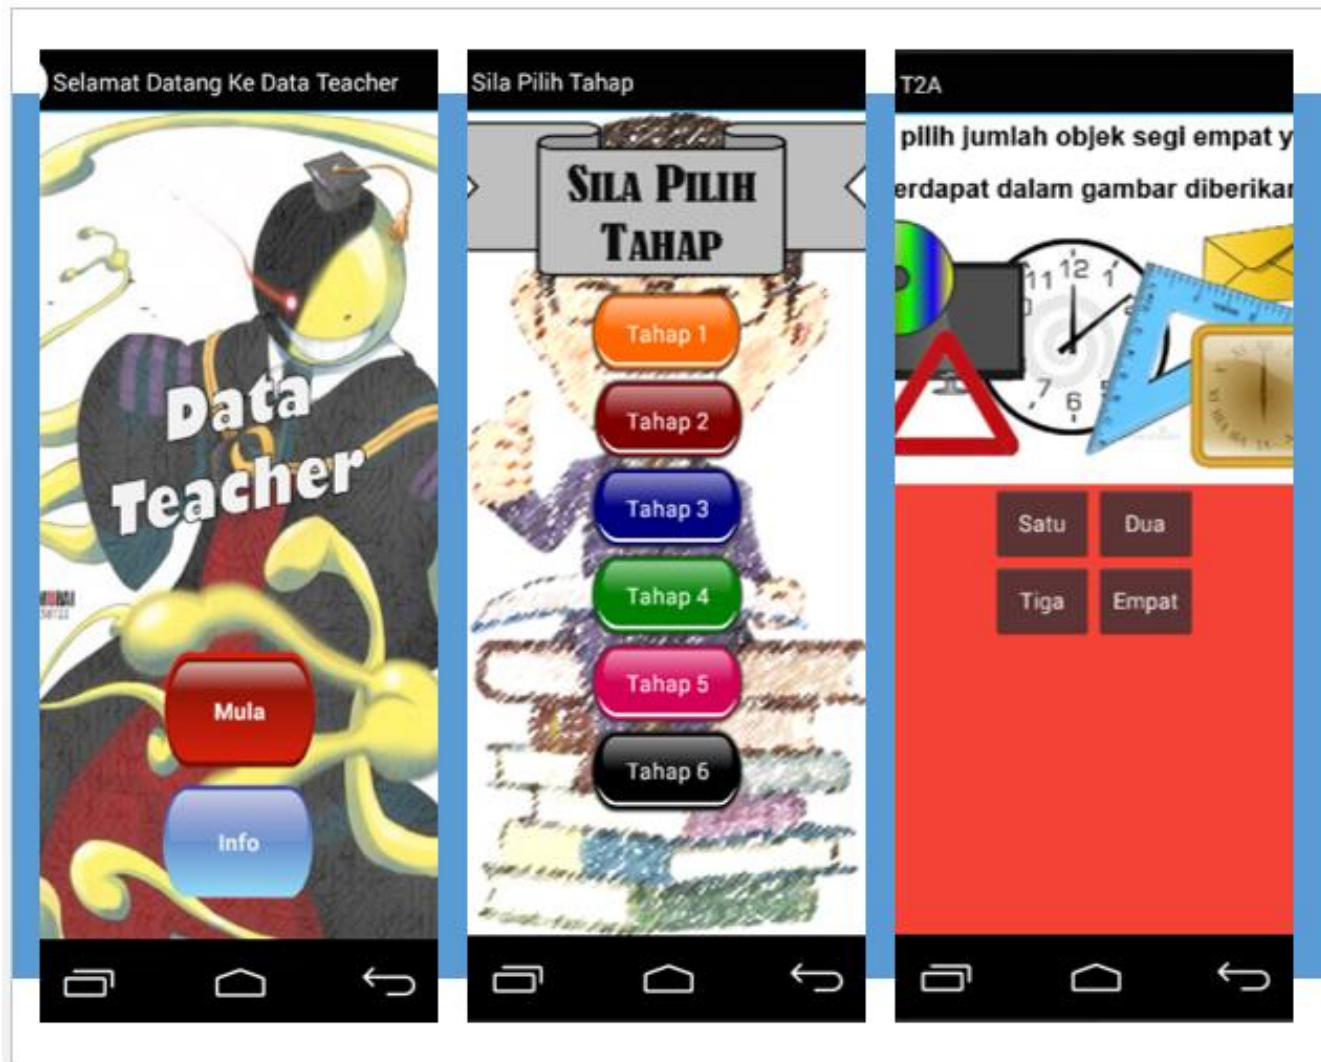 Selamat Datang Ke Data Teacher
Data
Teacher
Mula
Info
Sila Pilih Tahap
SILA PILIH
TAHAP
Tahap 1
Tahap 2
Tahap 3
Tahap 4
Tahap 5
Tahap 6
T2A
pilih jumlah objek segi empat y
erdapat dalam gambar diberikan
11 12 1
7 6
Satu Dua
Tiga Empat